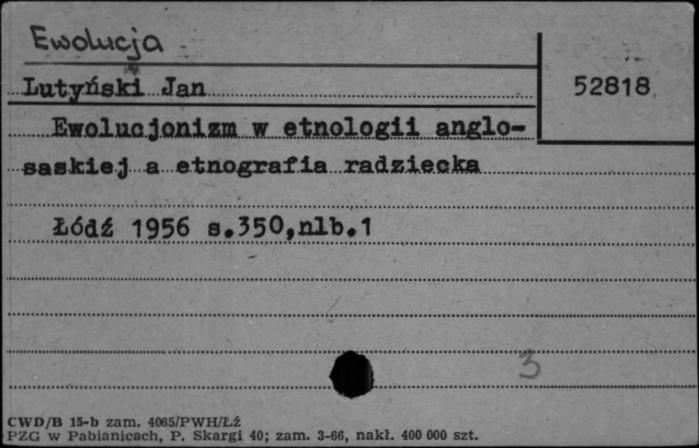 Ewolucja
Lutyński Jan
52818
Ewolucjonizm w etnologii anglo-
saskiej a etnografia radziecka
Łódź 1956 s.350,nlb.1
3
CWD/B 15-b zam. 4065/PWH/Łź
PZG w Pabianicach, P. Skargi 40; zam. 3-66, nakł. 400 000 szt.